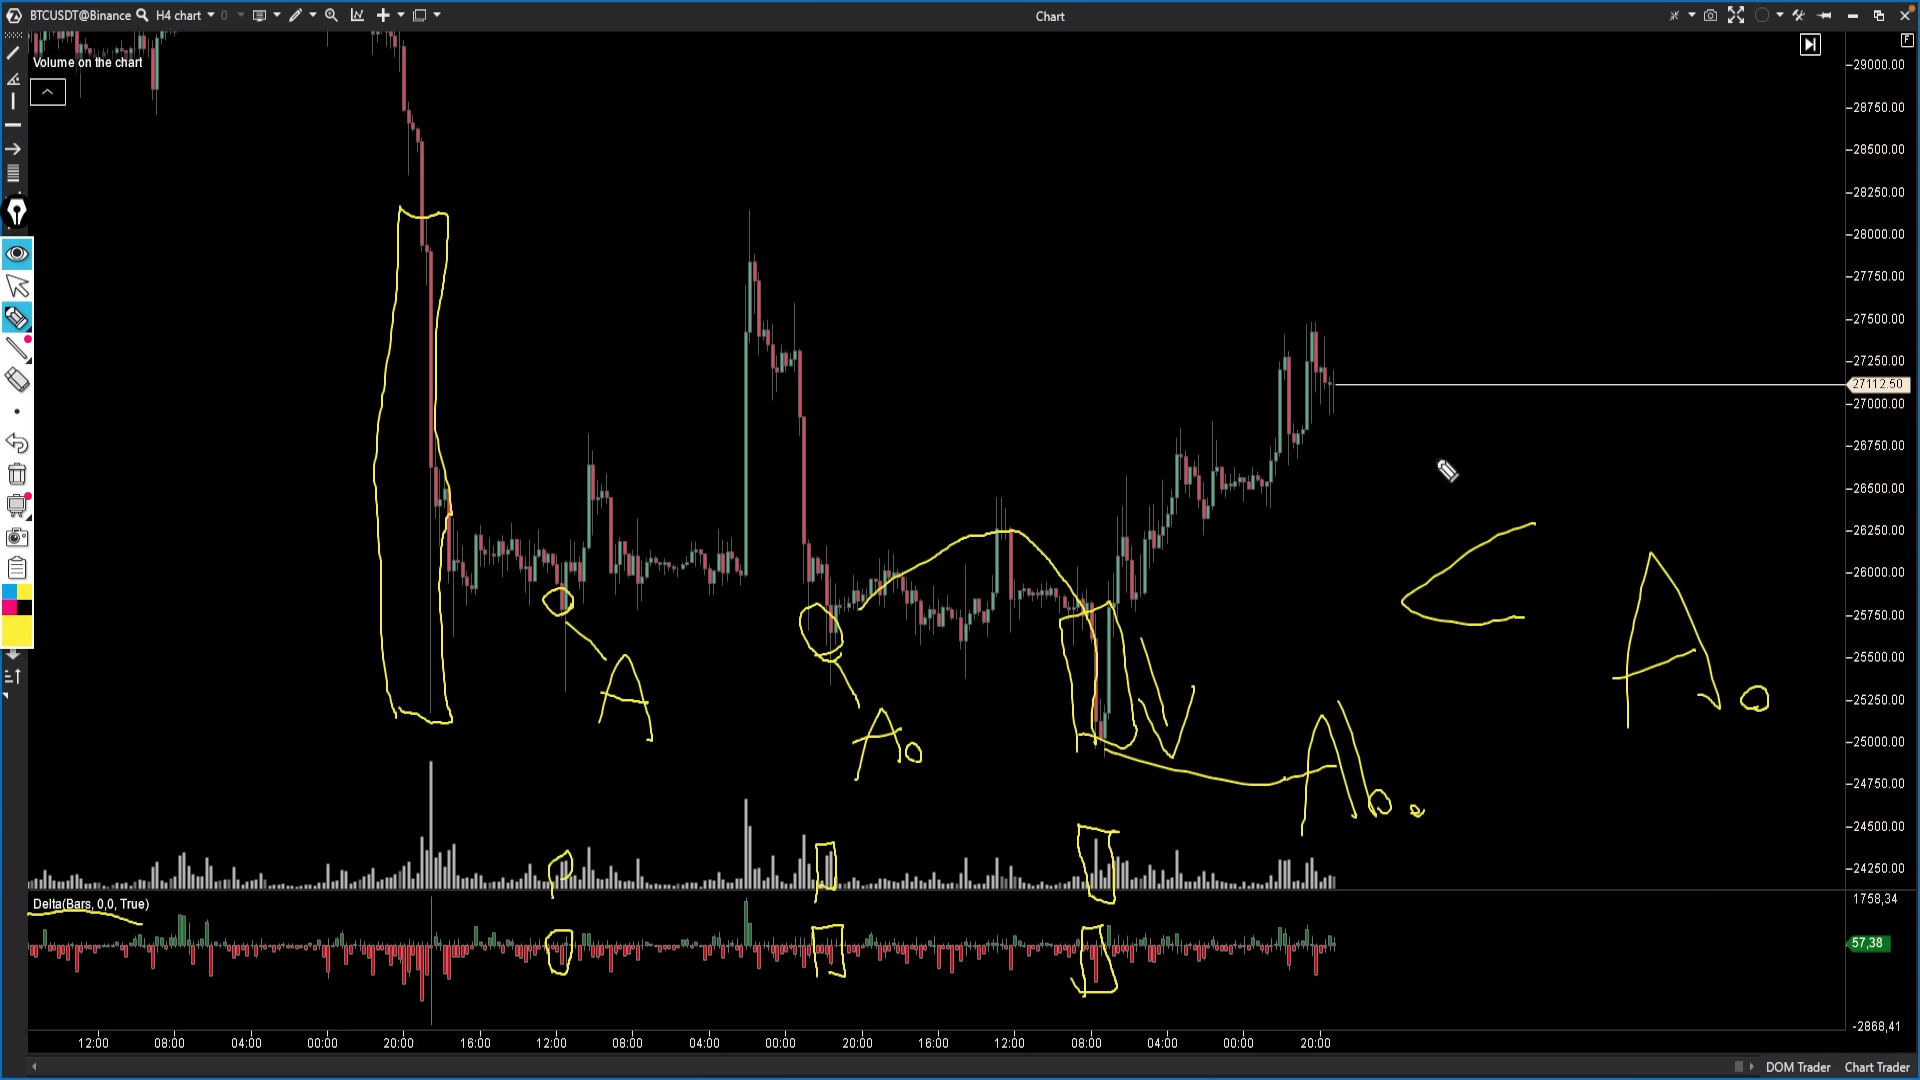 BTCUSDT@Binance H4 chart 0 Chart
Volume on the chart
F
29000.00
28750.00
28500.00
28250.00
28000.00
27750.00
27500.00
27250.00
27112.50
27000.00
26750.00
26500.00
26250.00
26000.00
25750.00
25500.00
25250.00
25000.00
24750.00
24500.00
24250.00
A
A0
A
A
Delta(Bars, 0,0, True)
1758,34
57,38
-2868,41
12:00 08:00 04:00 00:00 20:00 16:00 12:00 08:00 04:00 00:00 20:00 16:00 12:00 08:00 04:00 00:00 20:00
DOM Trader Chart Trader